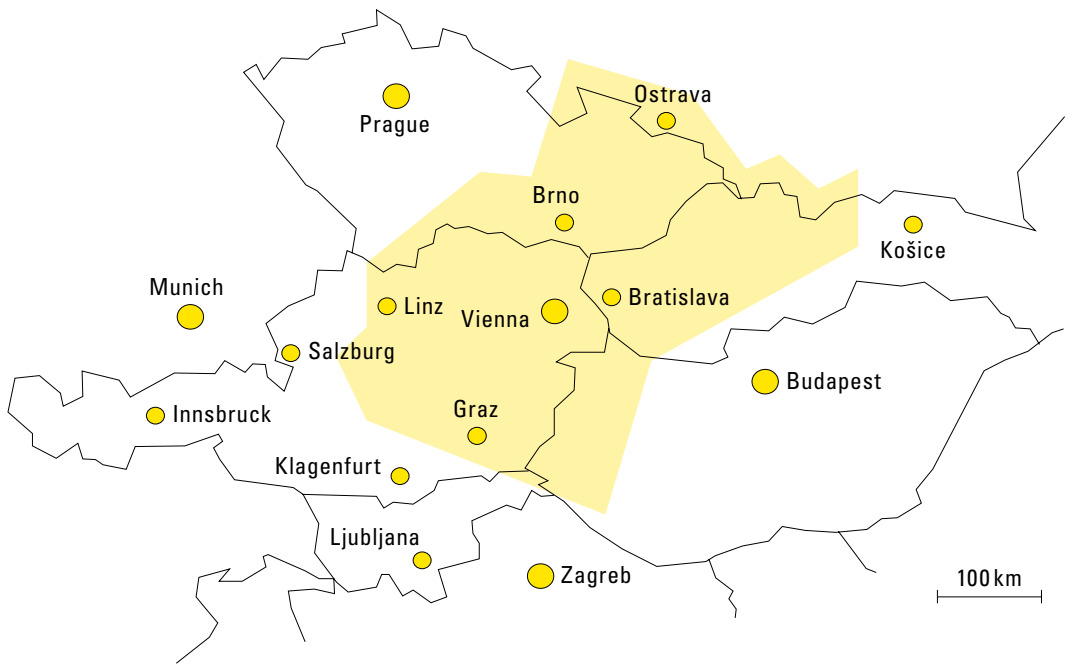 Ostrava
Prague
Brno
Košice
Munich
Linz
Bratislava
Vienna
Salzburg
Budapest
Innsbruck
Graz
Klagenfurt
Ljubljana
Zagreb
100 km